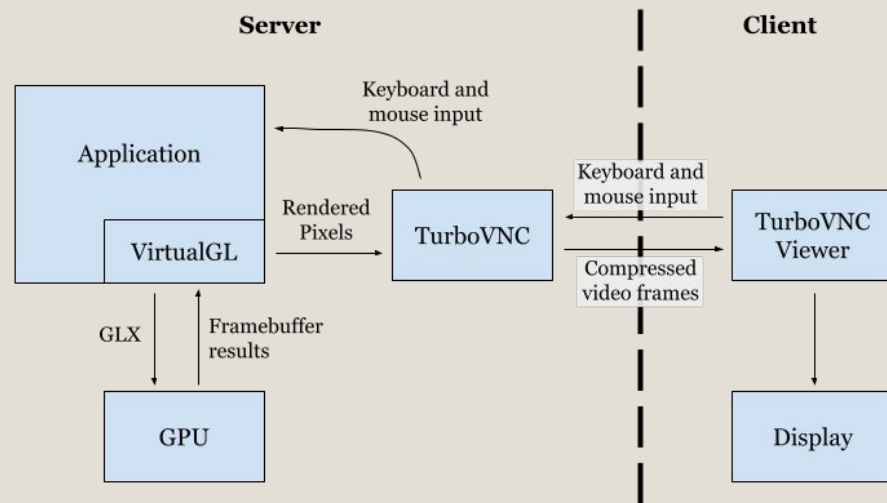 Server
Client
Keyboard and
mouse input
Application
Keyboard and
mouse input
Rendered
Pixels
TurboVNC
TurboVNC
Viewer
VirtualGL
Compressed
video frames
GLX
Framebuffer
results
GPU
Display